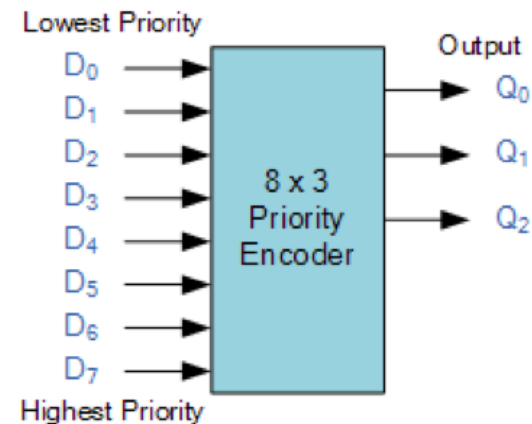 Lowest Priority
Output
D₀
D₁
D₂
D₃
D₄
D₅
D₆
D₇
8 x 3
Priority
Encoder
Q₀
Q₁
Q₂
Highest Priority